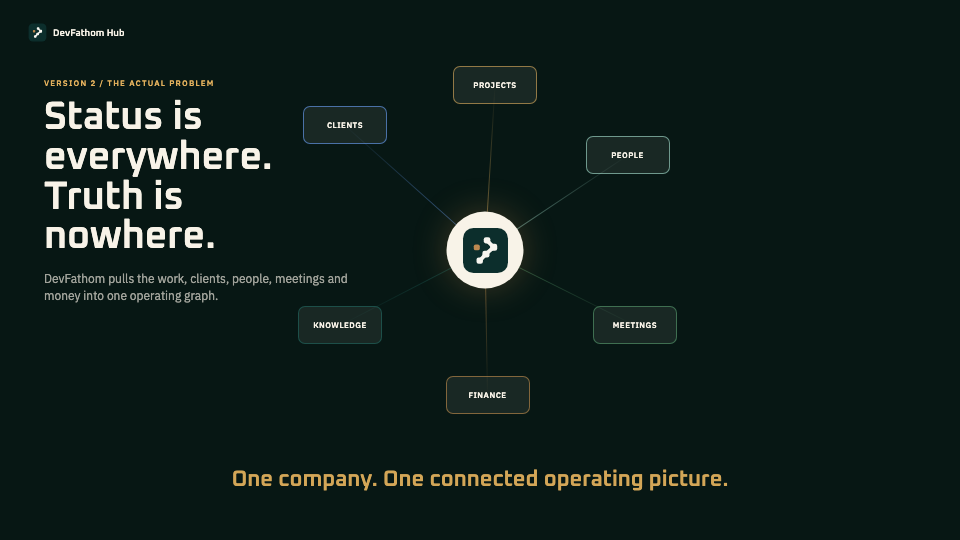 DevFathom Hub
VERSION 2 / THE ACTUAL PROBLEM
Status is
everywhere.
Truth is
nowhere.
DevFathom pulls the work, clients, people, meetings and
money into one operating graph.
PROJECTS
CLIENTS
PEOPLE
KNOWLEDGE
MEETINGS
FINANCE
One company. One connected operating picture.